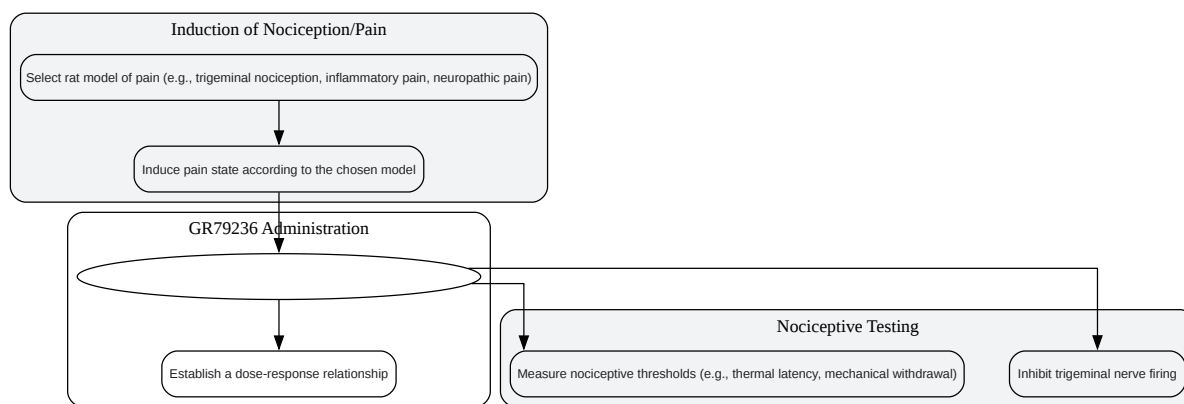 Induction of Nociception/Pain
Select rat model of pain (e.g., trigeminal nociception, inflammatory pain, neuropathic pain)
Induce pain state according to the chosen model
GR79236 Administration
Nociceptive Testing
Establish a dose-response relationship
Measure nociceptive thresholds (e.g., thermal latency, mechanical withdrawal)
Inhibit trigeminal nerve firing